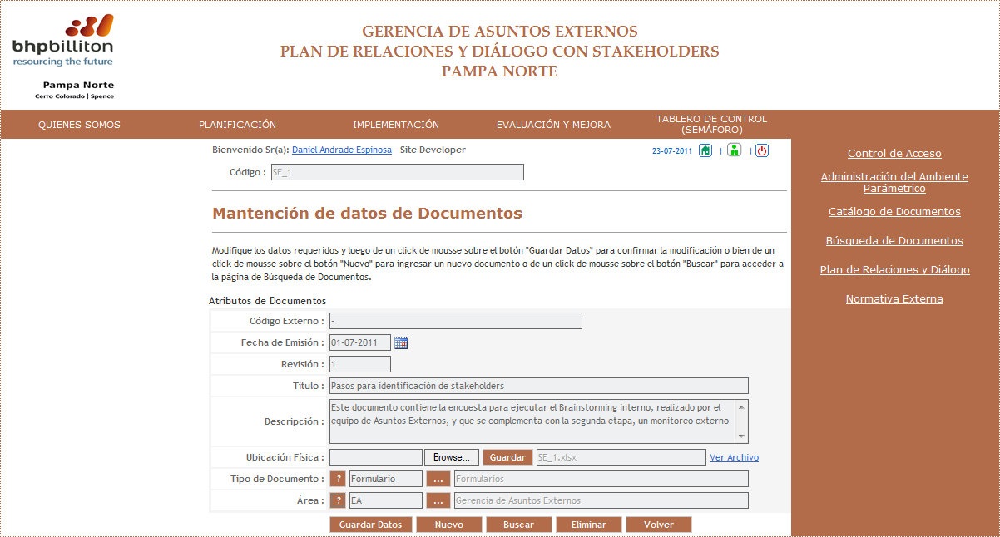 bhpbilliton
resourcing the future
Pampa Norte
Cerro Colorado | Spence
GERENCIA DE ASUNTOS EXTERNOS
PLAN DE RELACIONES Y DIÁLOGO CON STAKEHOLDERS
PAMPA NORTE
QUIENES SOMOS
PLANIFICACIÓN
IMPLEMENTACIÓN
EVALUACIÓN Y MEJORA
TABLERO DE CONTROL
(SEMÁFORO)
Bienvenido Sr(a): Daniel Andrade Espinosa - Site Developer
23-07-2011 | |
Código : SE_1
Mantención de datos de Documentos
Modifique los datos requeridos y luego de un click de mousse sobre el botón "Guardar Datos" para confirmar la modificación o bien de un
click de mousse sobre el botón "Nuevo" para ingresar un nuevo documento o de un click de mousse sobre el botón "Buscar" para acceder a
la página de Búsqueda de Documentos.
Atributos de Documentos
Código Externo : -
Fecha de Emisión : 01-07-2011
Revisión : 1
Título : Pasos para identificación de stakeholders
Descripción : Este documento contiene la encuesta para ejecutar el Brainstorming interno, realizado por el
equipo de Asuntos Externos, y que se complementa con la segunda etapa, un monitoreo externo
Ubicación Física : Browse... Guardar SE_1.xlsx Ver Archivo
Tipo de Documento : ? Formulario ... Formularios
Área : ? EA ... Gerencia de Asuntos Externos
Guardar Datos Nuevo Buscar Eliminar Volver
Control de Acceso
Administración del Ambiente
Parámetrico
Catálogo de Documentos
Búsqueda de Documentos
Plan de Relaciones y Diálogo
Normativa Externa